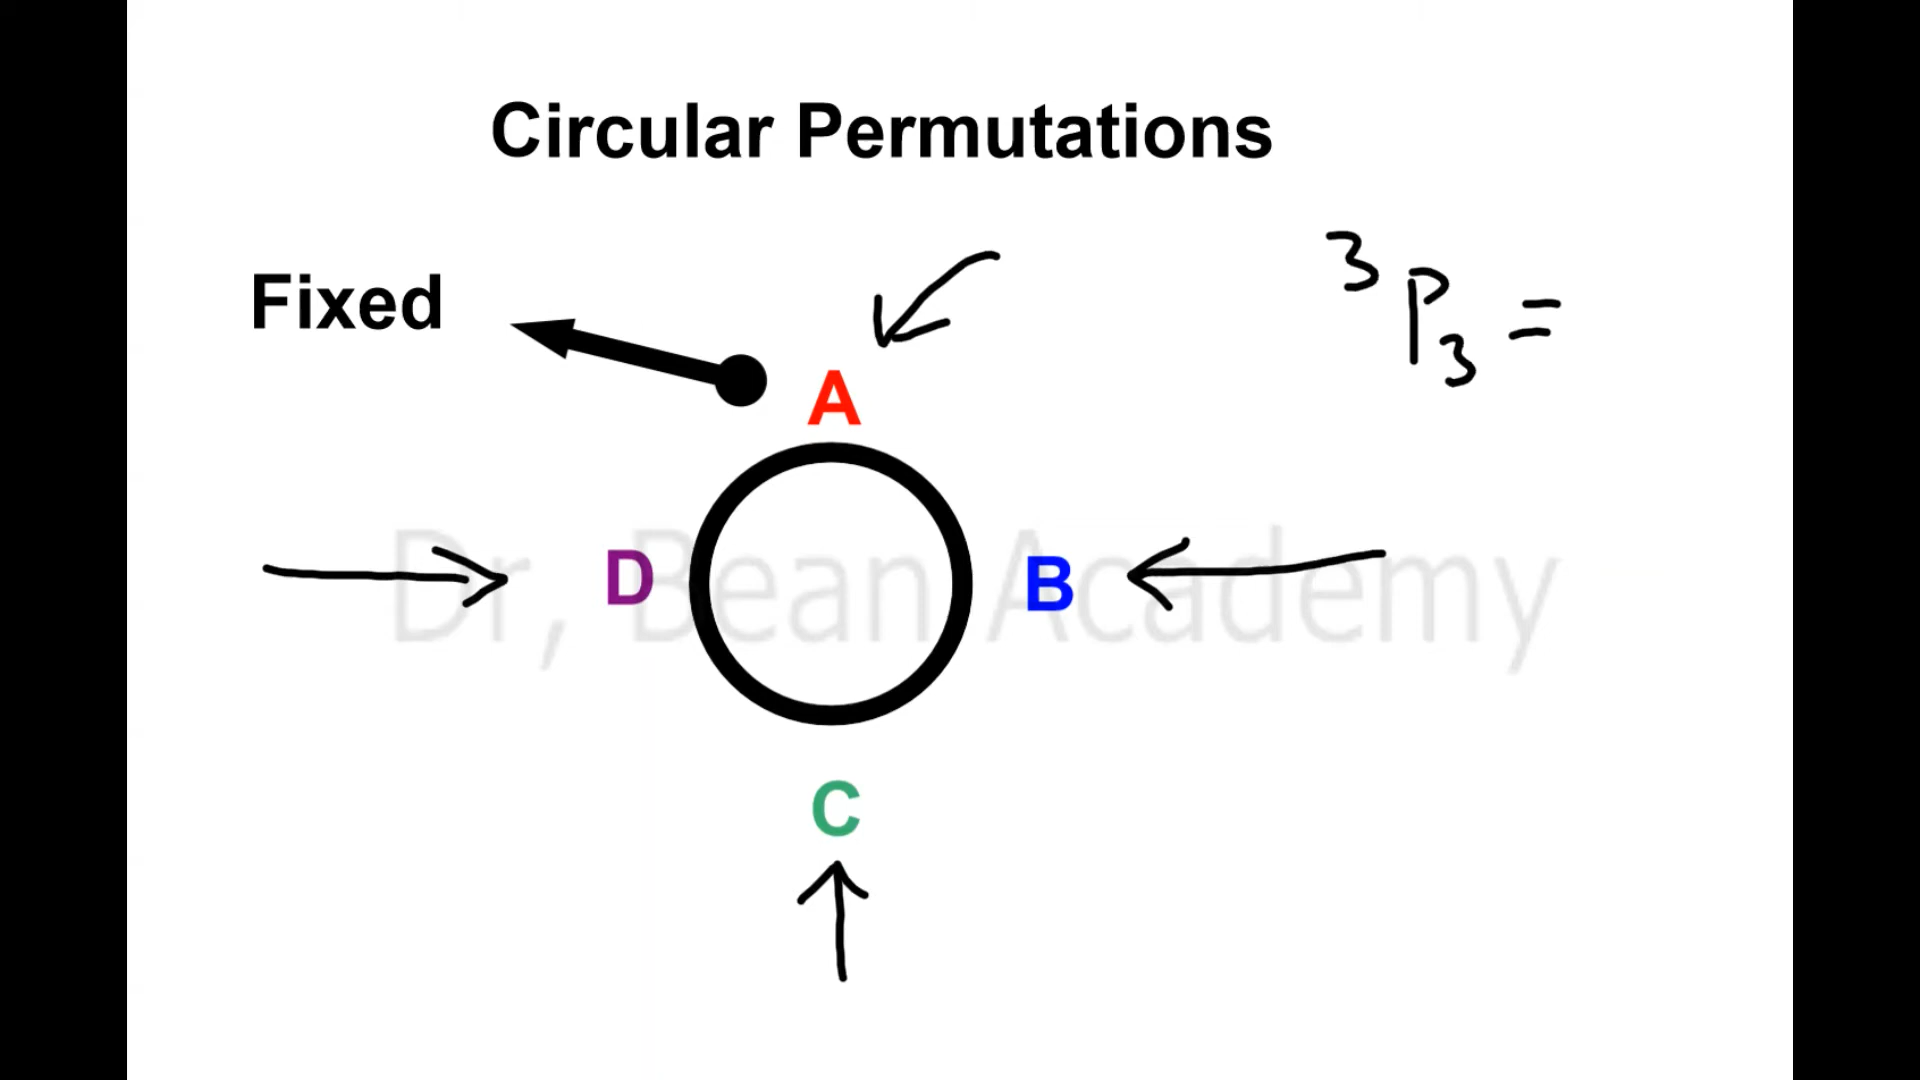 Circular Permutations
Fixed
³P₃ =
A
D
B
C
Dr, Bean Academy